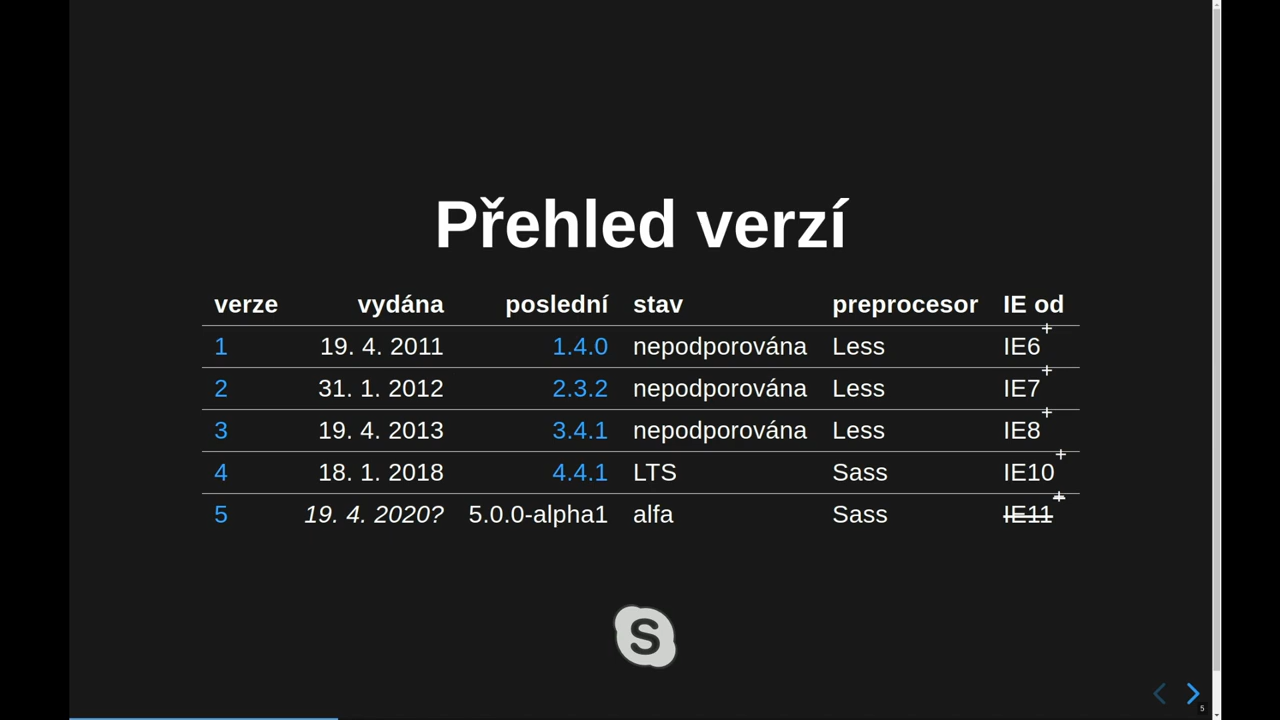 Přehled verzí
verze vydána poslední stav preprocesor IE od
1 19. 4. 2011 1.4.0 nepodporována Less IE6+
2 31. 1. 2012 2.3.2 nepodporována Less IE7+
3 19. 4. 2013 3.4.1 nepodporována Less IE8+
4 18. 1. 2018 4.4.1 LTS Sass IE10+
5 19. 4. 2020? 5.0.0-alpha1 alfa Sass IE11+
S
5